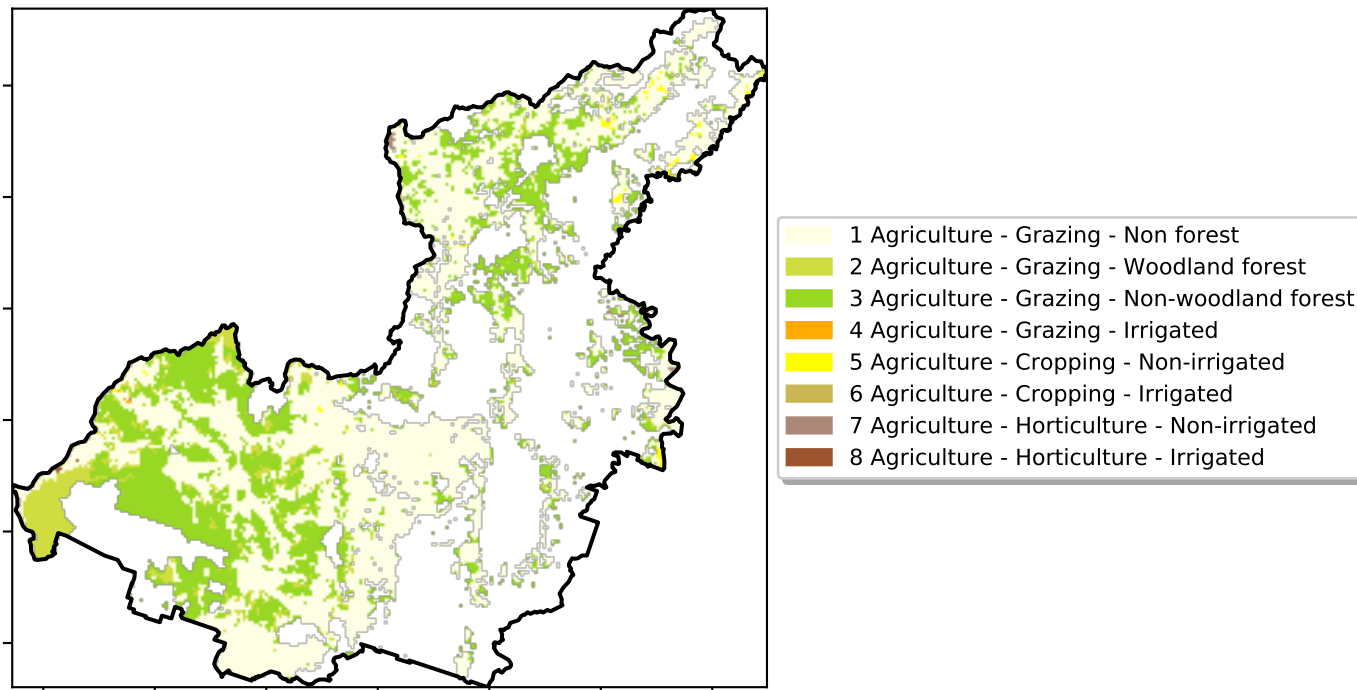 1 Agriculture - Grazing - Non forest
2 Agriculture - Grazing - Woodland forest
3 Agriculture - Grazing - Non-woodland forest
4 Agriculture - Grazing - Irrigated
5 Agriculture - Cropping - Non-irrigated
6 Agriculture - Cropping - Irrigated
7 Agriculture - Horticulture - Non-irrigated
8 Agriculture - Horticulture - Irrigated